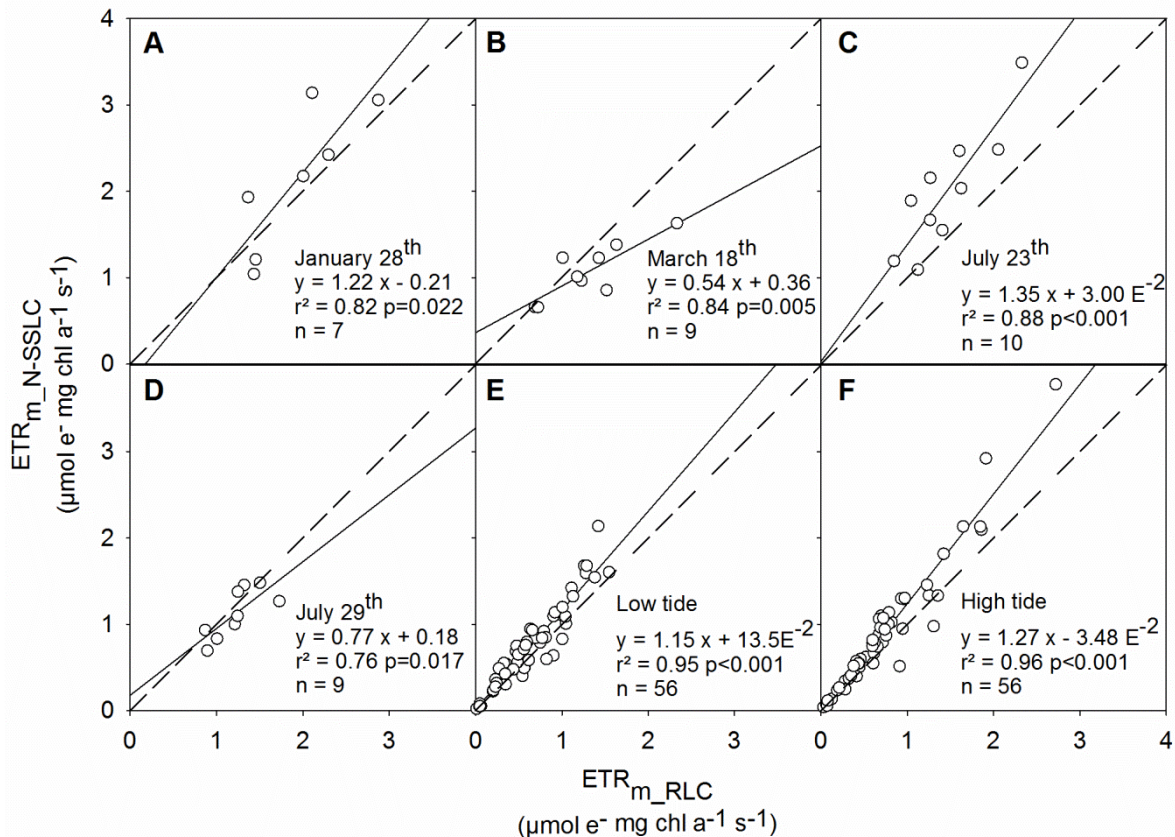 A
January 28th
y = 1.22 x - 0.21
r² = 0.82 p=0.022
n = 7
B
March 18th
y = 0.54 x + 0.36
r² = 0.84 p=0.005
n = 9
C
July 23th
y = 1.35 x + 3.00 E-2
r² = 0.88 p<0.001
n = 10
4
3
2
1
0
D
July 29th
y = 0.77 x + 0.18
r² = 0.76 p=0.017
n = 9
E
Low tide
y = 1.15 x + 13.5E-2
r² = 0.95 p<0.001
n = 56
F
High tide
y = 1.27 x - 3.48 E-2
r² = 0.96 p<0.001
n = 56
3
2
1
0
0 1 2 3 0 1 2 3 0 1 2 3 4
ETRm_N-SSLC
(µmol e- mg chl a-1 s-1)
ETRm_RLC
(µmol e- mg chl a-1 s-1)